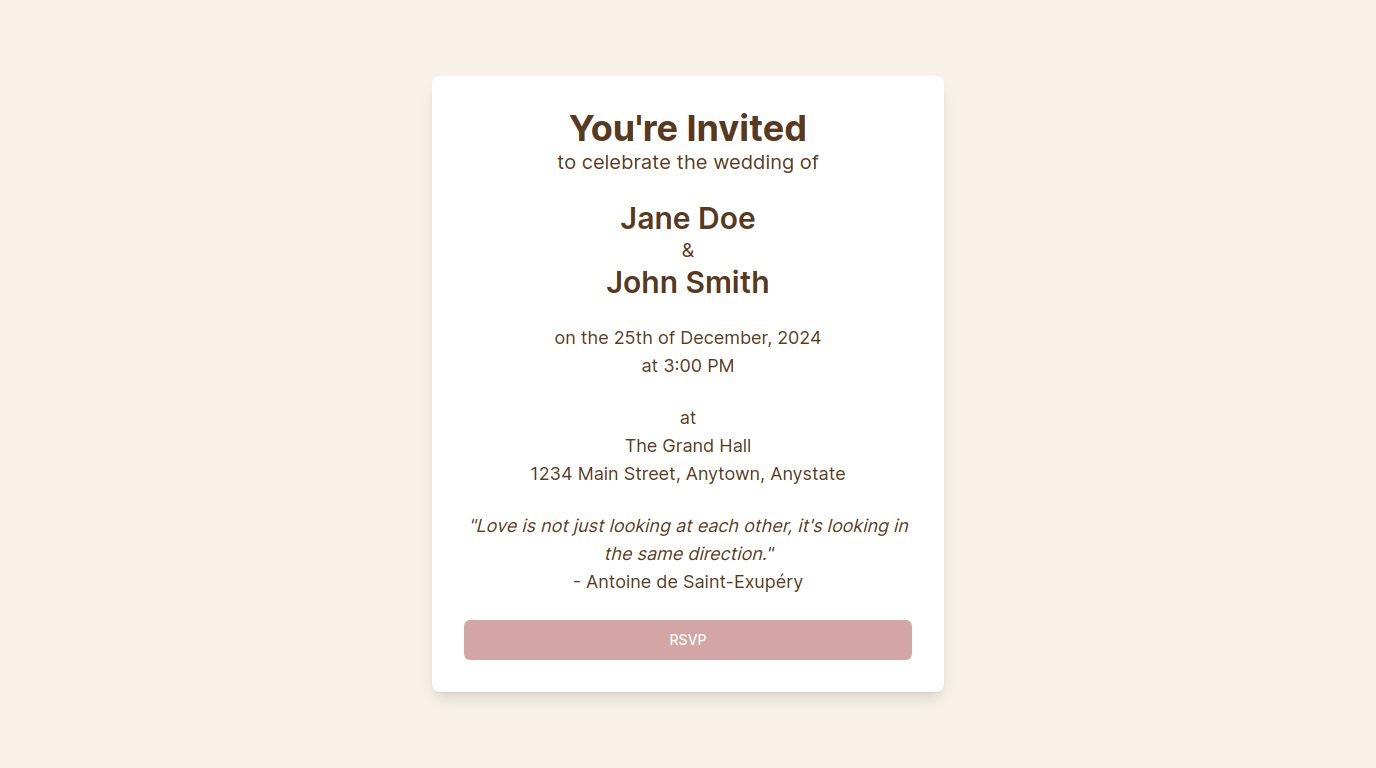 You're Invited
to celebrate the wedding of
Jane Doe
&
John Smith
on the 25th of December, 2024
at 3:00 PM
at
The Grand Hall
1234 Main Street, Anytown, Anystate
"Love is not just looking at each other, it's looking in
the same direction."
- Antoine de Saint-Exupéry
RSVP